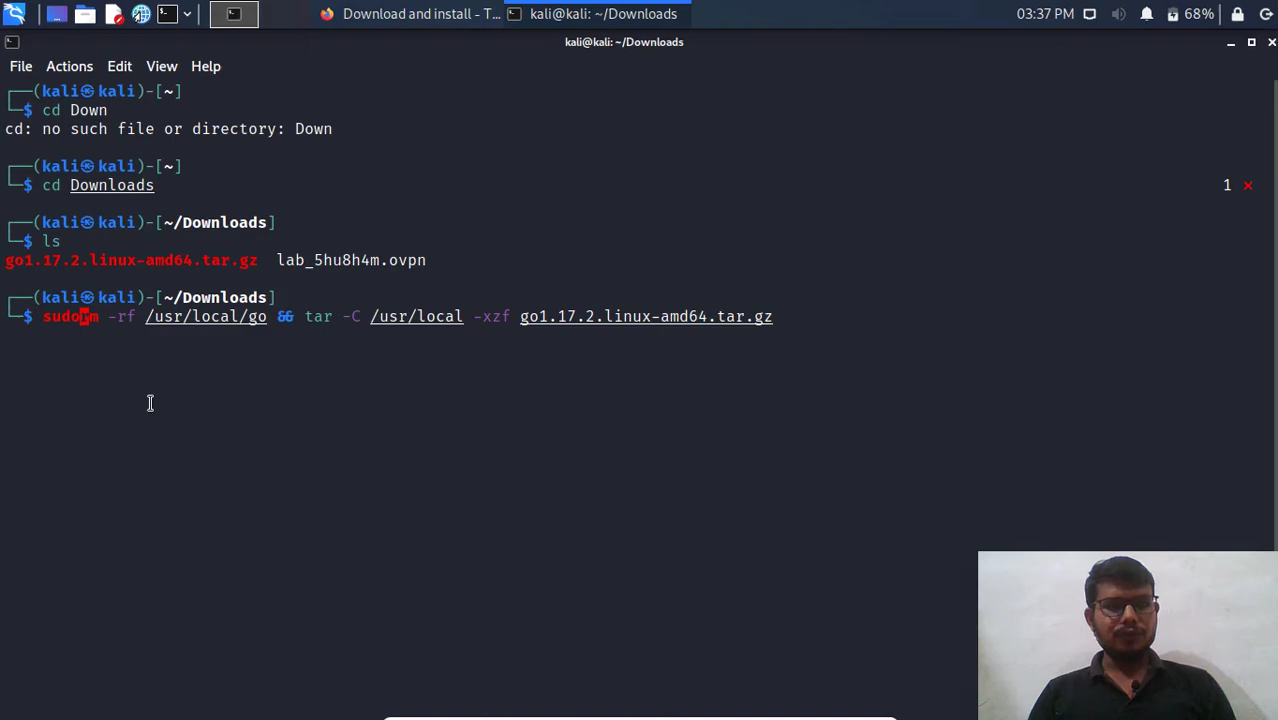 Download and install - T...
kali@kali: ~/Downloads
03:37 PM
68%
kali@kali: ~/Downloads
File Actions Edit View Help
┌──(kali㉿kali)-[~]
└─$ cd Down
cd: no such file or directory: Down
┌──(kali㉿kali)-[~]
└─$ cd Downloads 1 ⨯
┌──(kali㉿kali)-[~/Downloads]
└─$ ls
go1.17.2.linux-amd64.tar.gz lab_5hu8h4m.ovpn
┌──(kali㉿kali)-[~/Downloads]
└─$ sudorm -rf /usr/local/go && tar -C /usr/local -xzf go1.17.2.linux-amd64.tar.gz